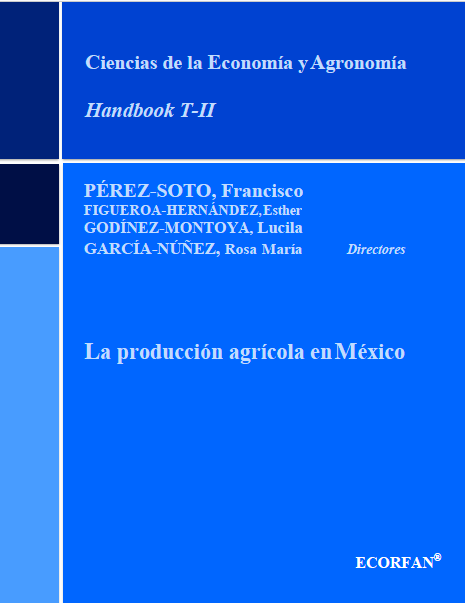 Ciencias de la Economía y Agronomía
Handbook T-II
PÉREZ-SOTO, Francisco
FIGUEROA-HERNÁNDEZ, Esther
GODÍNEZ-MONTOYA, Lucila
GARCÍA-NÚÑEZ, Rosa María Directores
La producción agrícola en México
ECORFAN®